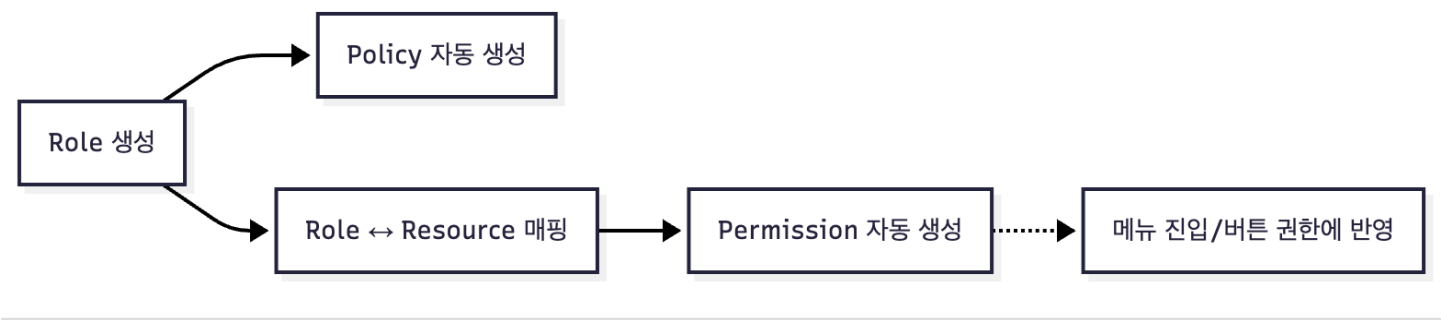 Policy 자동 생성
Role 생성
Role ↔ Resource 매핑
Permission 자동 생성
메뉴 진입/버튼 권한에 반영